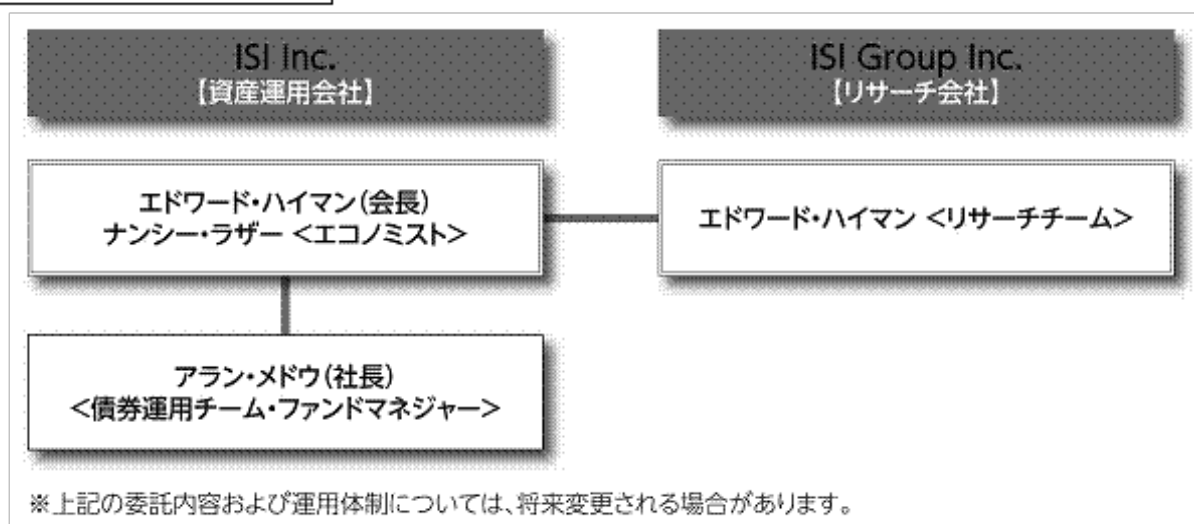 ISI Inc.
【資産運用会社】
ISI Group Inc.
【リサーチ会社】
エドワード・ハイマン(会長)
ナンシー・ラザー <エコノミスト>
エドワード・ハイマン <リサーチチーム>
アラン・メドウ(社長)
<債券運用チーム・ファンドマネジャー>
※上記の委託内容および運用体制については、将来変更される場合があります。